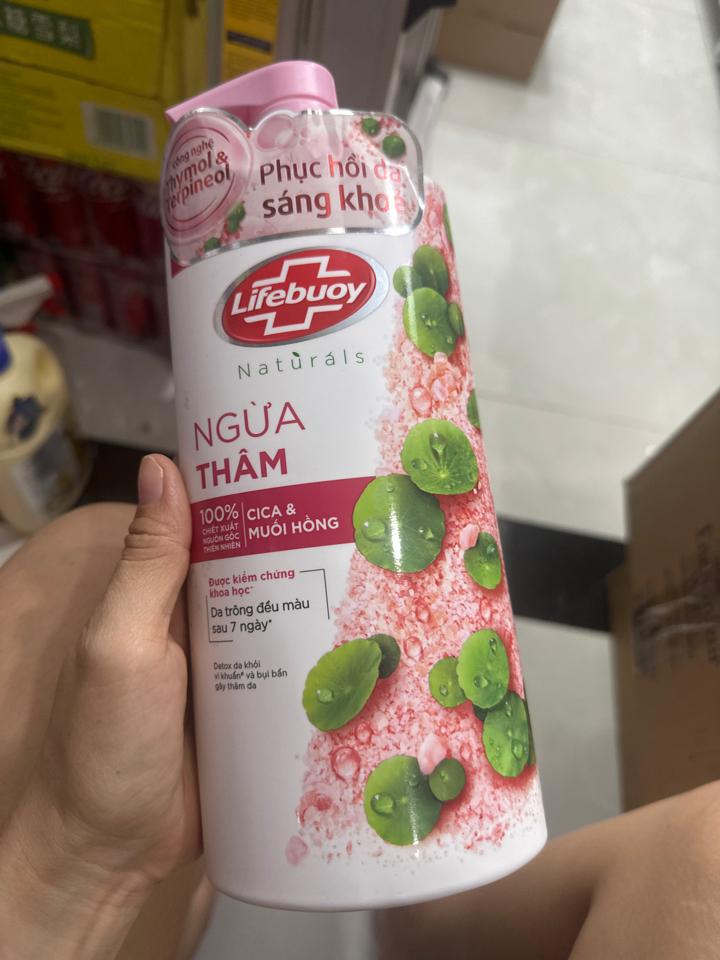 công nghệ
Thymol &
Terpineol
Phục hồi da
sáng khoẻ
Lifebuoy
Naturals
NGỪA
THÂM
100%
CHIẾT XUẤT
NGUỒN GỐC
THIÊN NHIÊN
CICA &
MUỐI HỒNG
Được kiểm chứng
khoa học*
Da trông đều màu
sau 7 ngày*
Detox da khỏi
vi khuẩn# và bụi bẩn
gây thâm da